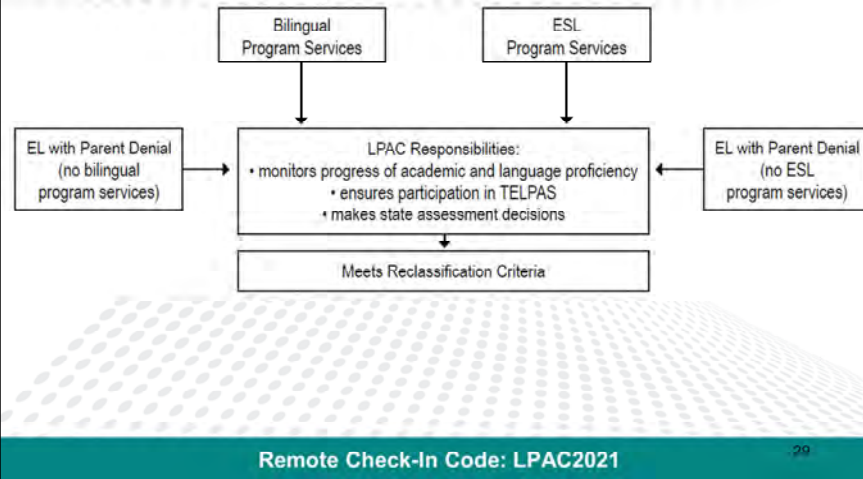 Bilingual
Program Services
ESL
Program Services
EL with Parent Denial
(no bilingual
program services)
LPAC Responsibilities:
• monitors progress of academic and language proficiency
• ensures participation in TELPAS
• makes state assessment decisions
EL with Parent Denial
(no ESL
program services)
Meets Reclassification Criteria
Remote Check-In Code: LPAC2021
29